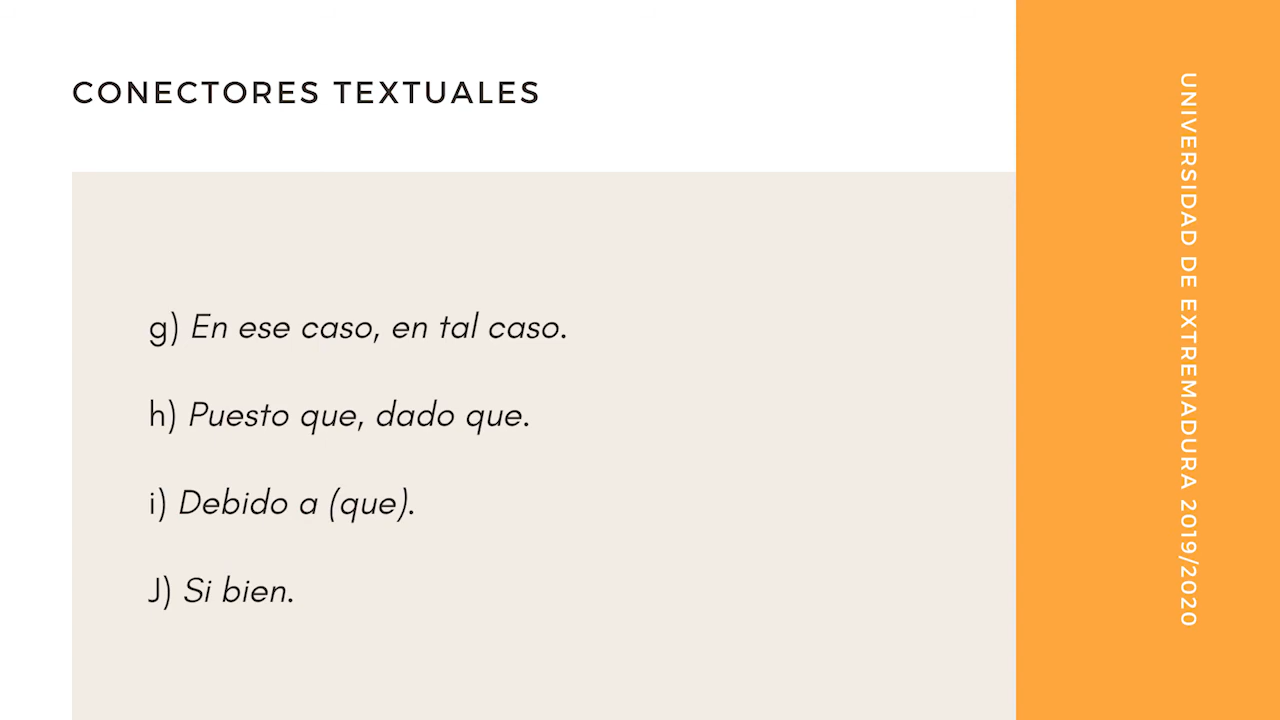 CONECTORES TEXTUALES
g) En ese caso, en tal caso.
h) Puesto que, dado que.
i) Debido a (que).
J) Si bien.
UNIVERSIDAD DE EXTREMADURA 2019/2020